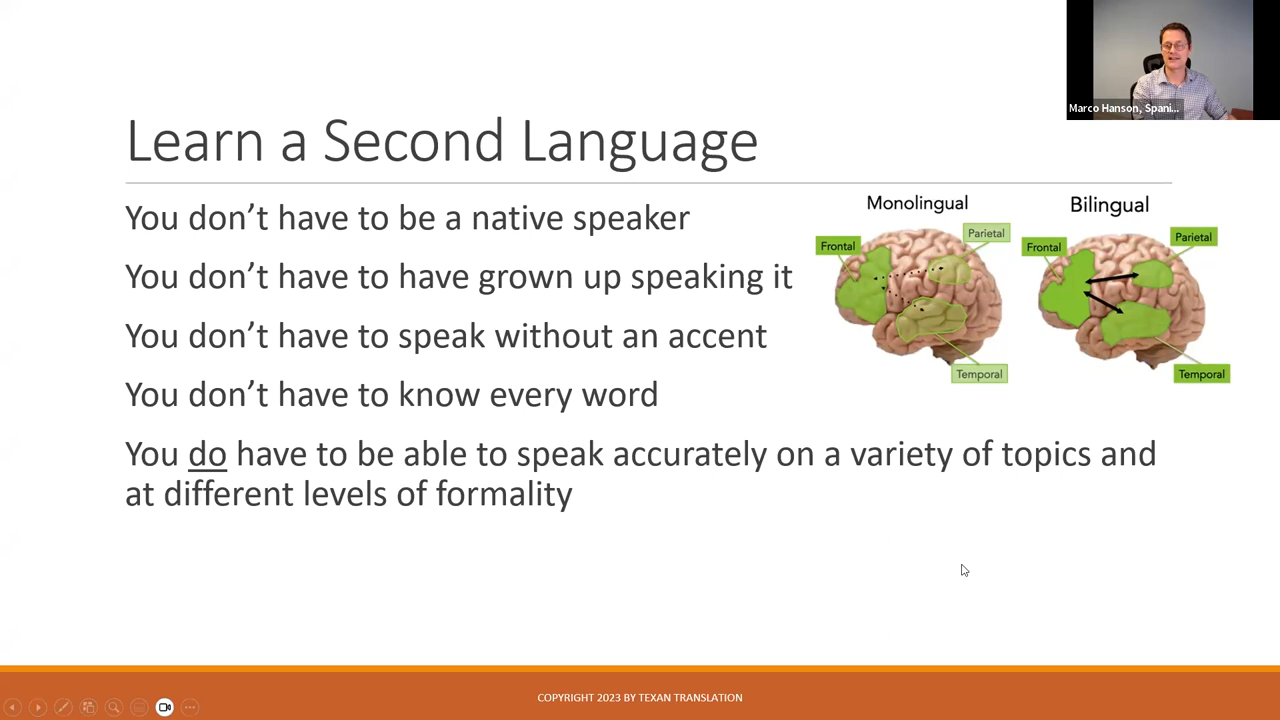 Marco Hanson, Spani...
Learn a Second Language
You don’t have to be a native speaker
You don’t have to have grown up speaking it
You don’t have to speak without an accent
You don’t have to know every word
You do have to be able to speak accurately on a variety of topics and
at different levels of formality
Monolingual
Frontal
Parietal
Temporal
Bilingual
Frontal
Parietal
Temporal
COPYRIGHT 2023 BY TEXAN TRANSLATION